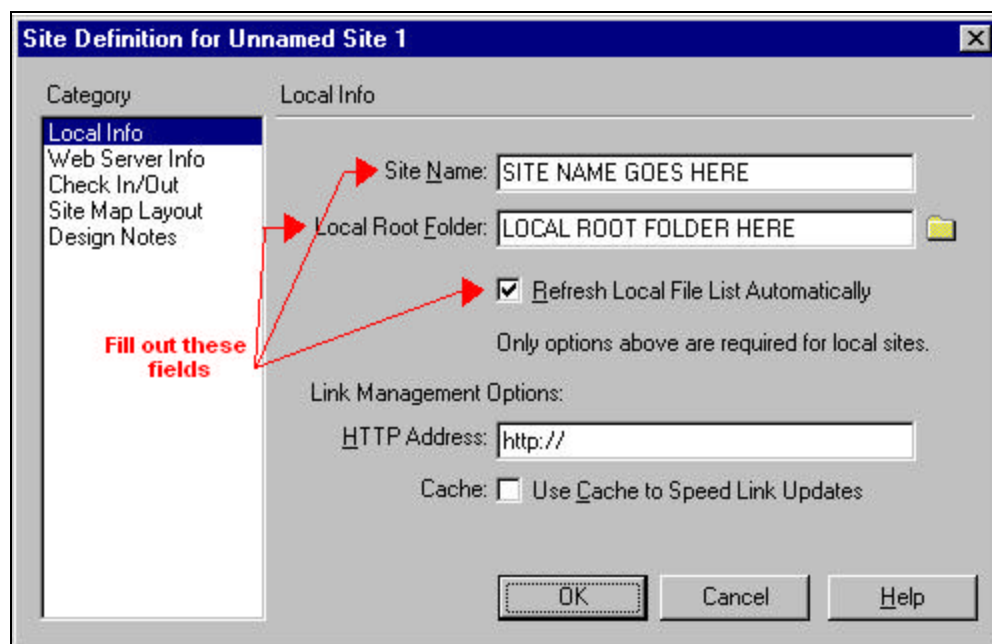 Site Definition for Unnamed Site 1
Category
Local Info
Web Server Info
Check In/Out
Site Map Layout
Design Notes
Fill out these
fields
Local Info
Site Name: SITE NAME GOES HERE
Local Root Folder: LOCAL ROOT FOLDER HERE
Refresh Local File List Automatically
Only options above are required for local sites.
Link Management Options:
HTTP Address: http://
Cache: Use Cache to Speed Link Updates
OK Cancel Help